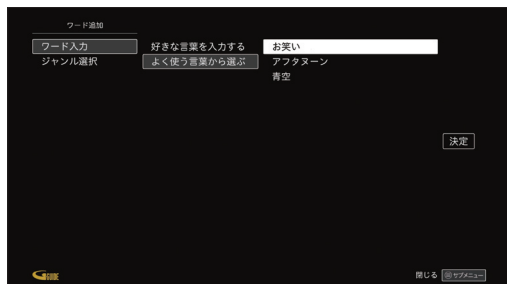 ワード追加
ワード入力 好きな言葉を入力する お笑い
ジャンル選択 よく使う言葉から選ぶ アフタヌーン
青空
決定
G GUIDE 閉じる サブメニュー